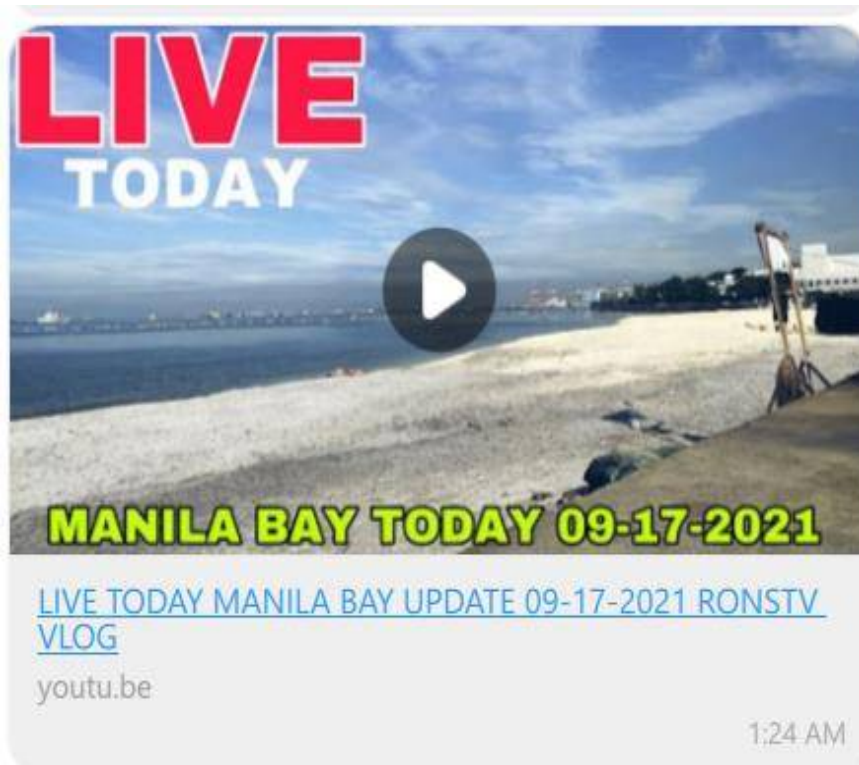 LIVE
TODAY
MANILA BAY TODAY 09-17-2021
LIVE TODAY MANILA BAY UPDATE 09-17-2021 RONSTV
VLOG
youtu.be
1:24 AM